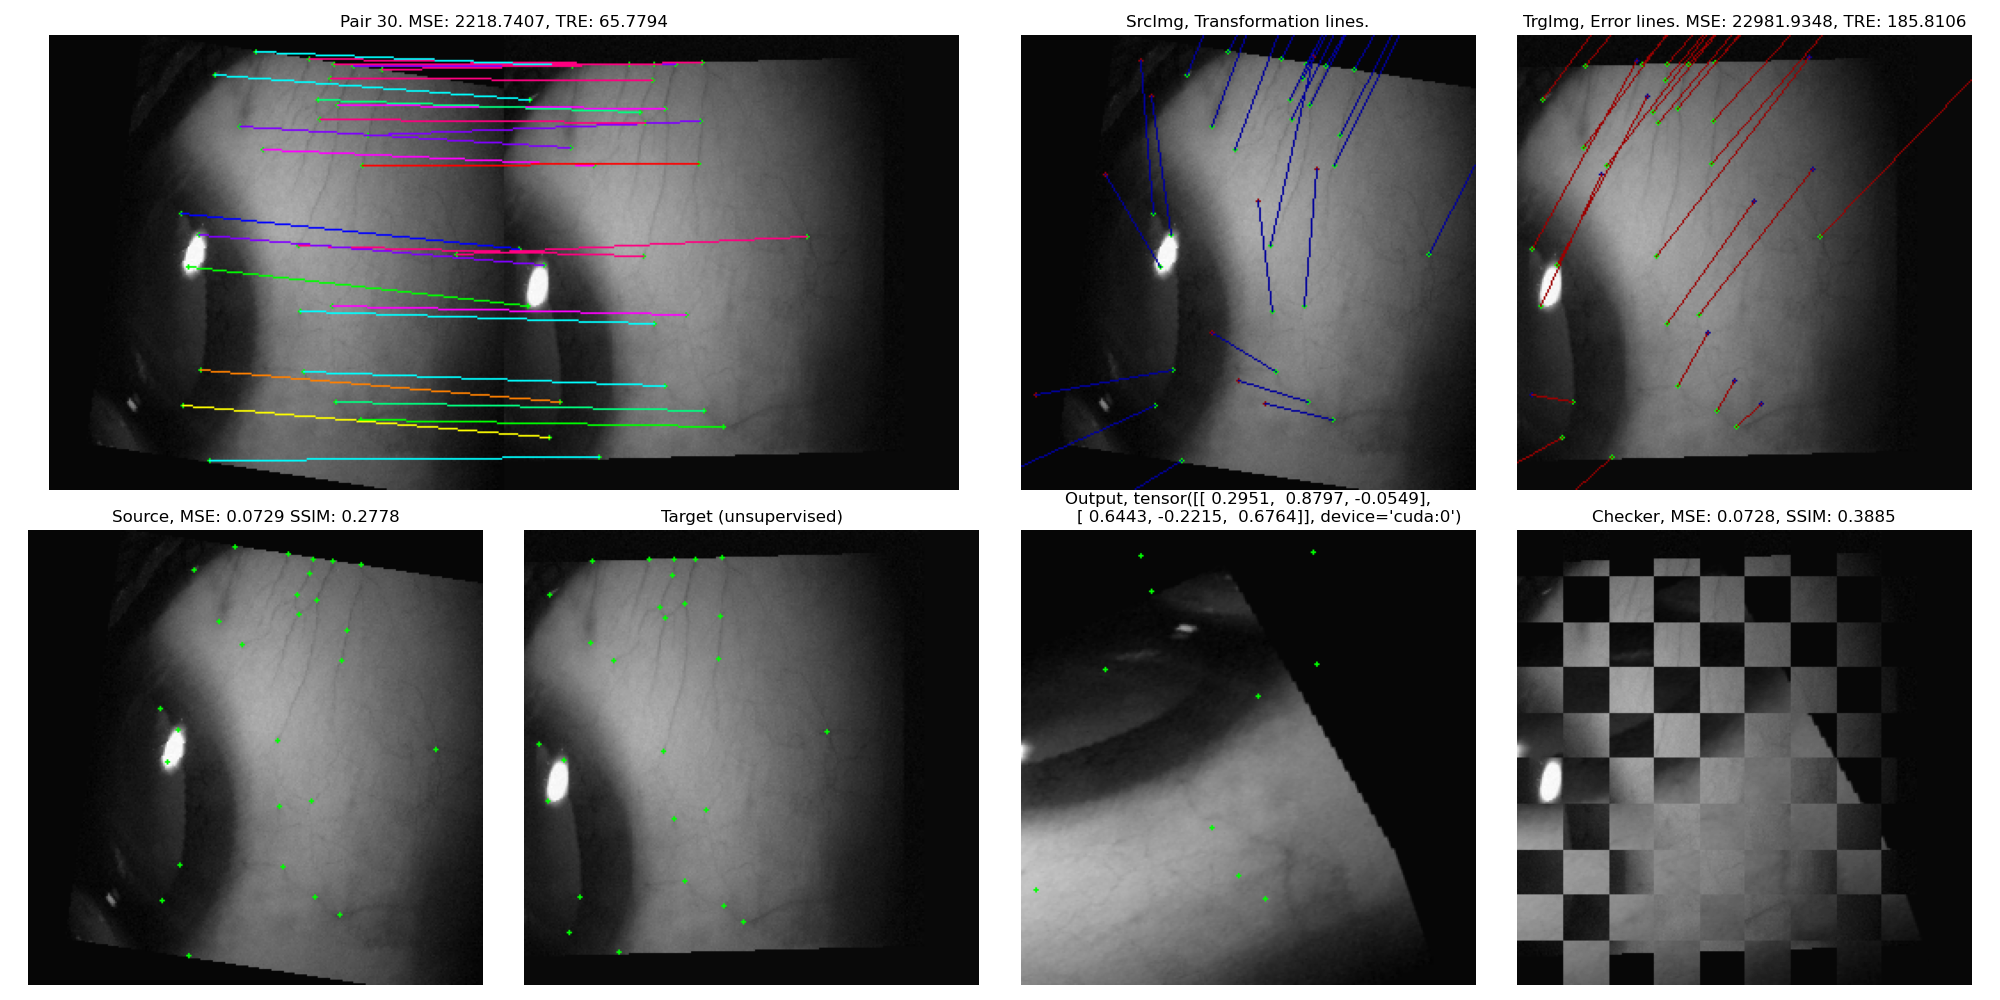 Pair 30. MSE: 2218.7407, TRE: 65.7794
SrcImg, Transformation lines.
TrgImg, Error lines. MSE: 22981.9348, TRE: 185.8106
Source, MSE: 0.0729 SSIM: 0.2778
Target (unsupervised)
Output, tensor([[ 0.2951,  0.8797, -0.0549],
[ 0.6443, -0.2215,  0.6764]], device='cuda:0')
Checker, MSE: 0.0728, SSIM: 0.3885